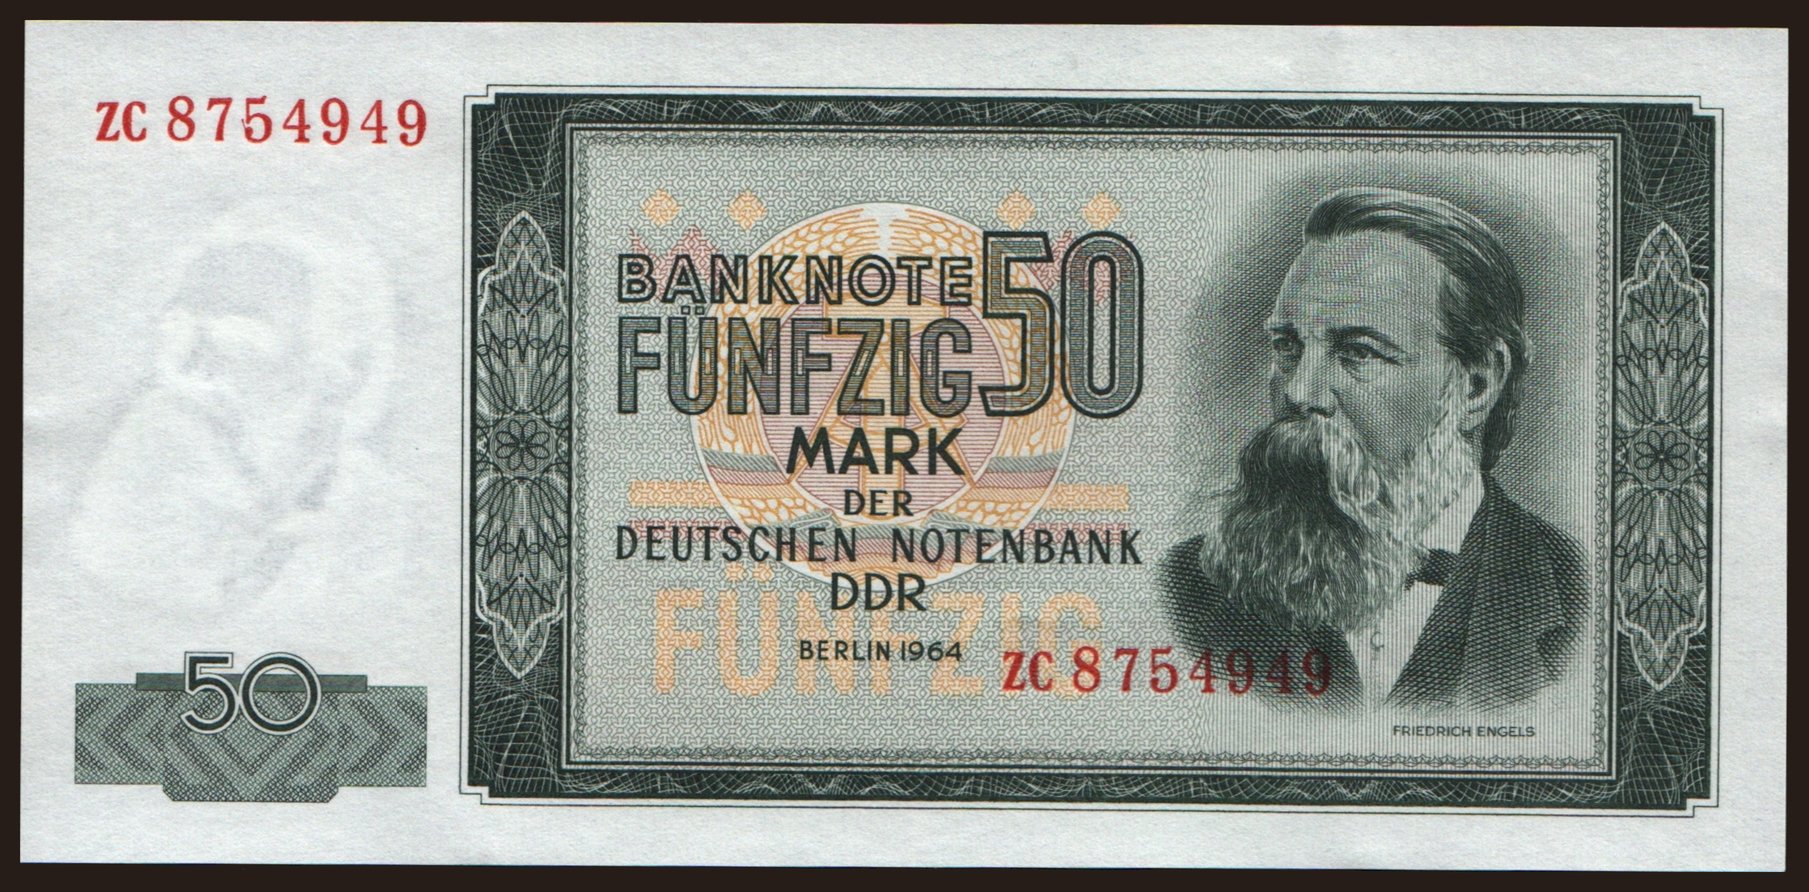 ZC 8754949
BANKNOTE 50
FÜNFZIG
MARK
DER
DEUTSCHEN NOTENBANK
DDR
FÜNFZIG
BERLIN 1964
ZC 8754949
50
FRIEDRICH ENGELS